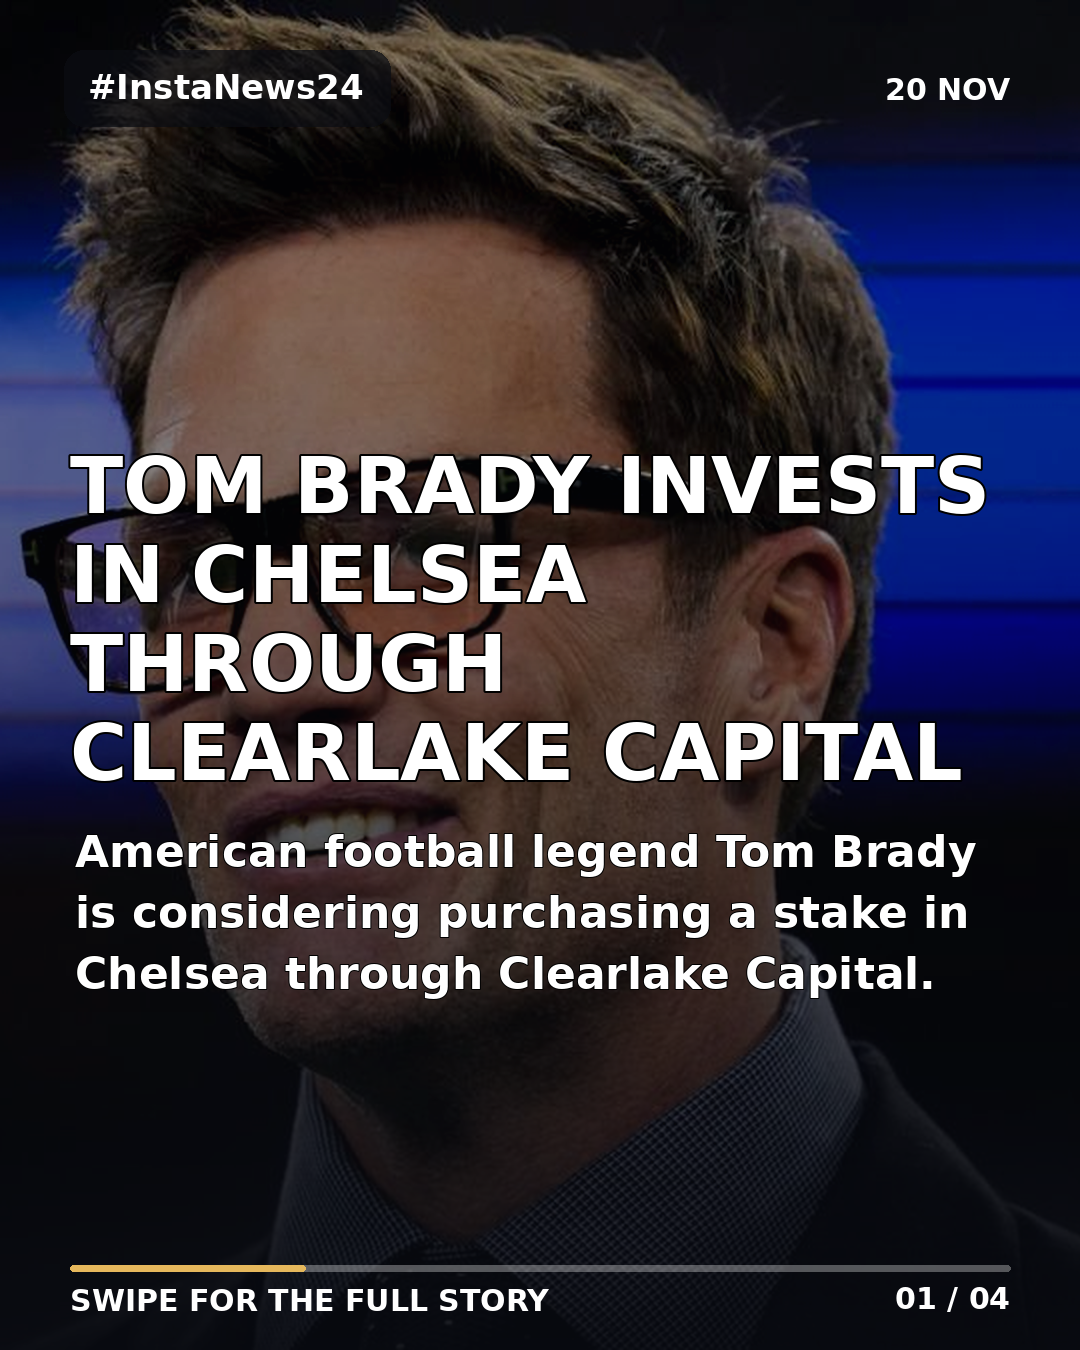 #InstaNews24
20 NOV
TOM BRADY INVESTS
IN CHELSEA
THROUGH
CLEARLAKE CAPITAL
American football legend Tom Brady
is considering purchasing a stake in
Chelsea through Clearlake Capital.
SWIPE FOR THE FULL STORY
01 / 04